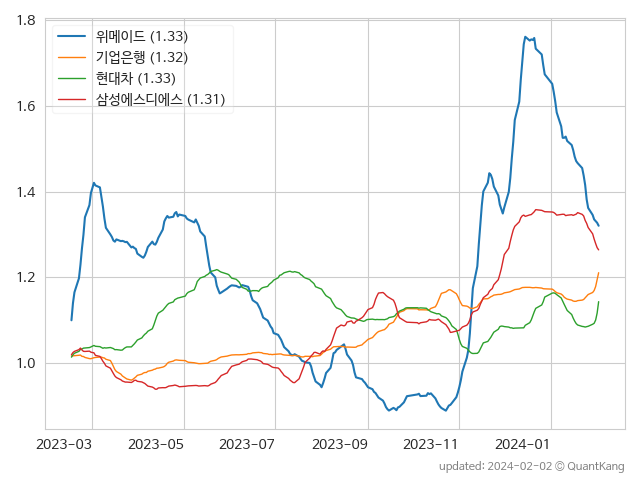 1.8
1.6
1.4
1.2
1.0
위메이드 (1.33)
기업은행 (1.32)
현대차 (1.33)
삼성에스디에스 (1.31)
2023-03 2023-05 2023-07 2023-09 2023-11 2024-01
updated: 2024-02-02 © QuantKang